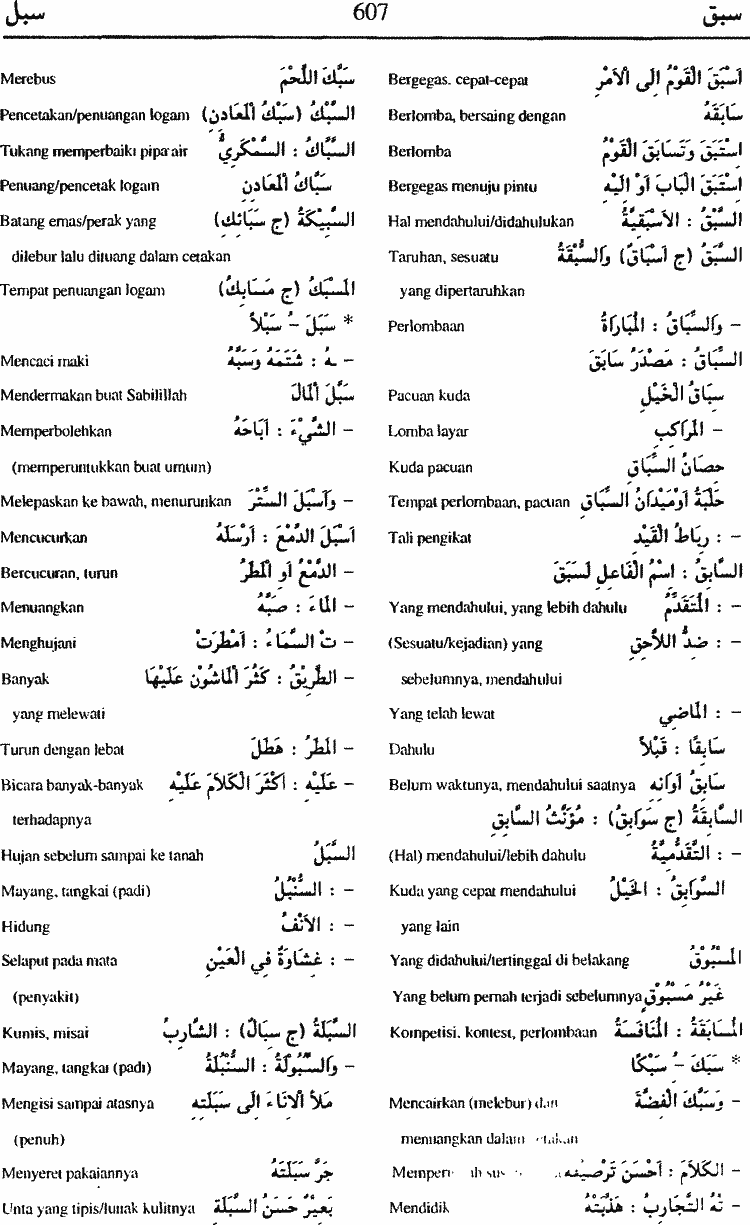 سبق 607 سبل
اَسْبَقَ الْقَوْمُ اِلَى الْاَمْرِ Bergegas. cepat-cepat
سَابَقَهُ Berlomba, bersaing dengan
اِسْتَبَقَ وَتَسَابَقَ الْقَوْمُ Berlomba
اِسْتَبَقَ الْبَابَ اَوْ اِلَيْهِ Bergegas menuju pintu
السَّبْقُ : الاَسْبَقِيَّةُ Hal mendahului/didahulukan
السَّبَقُ (ج اَسْبَاقٌ) وَالسُّبْقَةُ Taruhan, sesuatu
yang dipertaruhkan
– وَالسِّبَاقُ : الْمُبَارَاةُ Perlombaan
السِّبَاقُ : مَصْدَرُ سَابَقَ
سِبَاقُ الْخَيْلِ Pacuan kuda
– الْمَرَاكِبِ Lomba layar
حِصَانُ السِّبَاقِ Kuda pacuan
حَلْبَةُ اَوْ مَيْدَانُ السِّبَاقِ Tempat perlombaan, pacuan
– : رِبَاطُ الْقَيْدِ Tali pengikat
السَّابِقُ : اِسْمُ الْفَاعِلِ لِسَبَقَ
– : الْمُتَقَدِّمُ Yang mendahului, yang lebih dahulu
– : ضِدُّ اللاَّحِقِ (Sesuatu/kejadian) yang
sebelumnya, mendahului
– : الْمَاضِي Yang telah lewat
سَابِقًا : قَبْلاً Dahulu
سَابِقُ اَوَانِهِ Belum waktunya, mendahului saatnya
السَّابِقَةُ (ج سَوَابِقُ) : مُؤَنَّثُ السَّابِقِ
– : التَّقَدُّمِيَّةُ (Hal) mendahului/lebih dahulu
السَّوَابِقُ : الْخَيْلُ Kuda yang cepat mendahului
yang lain
الْمَسْبُوْقُ Yang didahului/tertinggal di belakang
غَيْرُ مَسْبُوْقٍ Yang belum pernah terjadi sebelumnya
الْمُسَابَقَةُ : الْمُنَافَسَةُ Kompetisi. kontest, perlombaan
* سَبَكَ – ُ سَبْكًا
– وَسَبَّكَ الْفِضَّةَ Mencairkan (melebur) dan
menuangkan dalam cetakan
– الْكَلاَمَ : اَحْسَنَ تَرْصِيْفَهُ
– تْهُ التَّجَارِبُ : هَذَّبَتْهُ Mendidik
سَبَّكَ اللَّحْمَ Merebus
السَّبْكُ (سَبْكُ الْمَعَادِنِ) Pencetakan/penuangan logam
السَّبَّاكُ : السَّمْكَرِيُّ Tukang memperbaiki pipa air
سَبَّاكُ الْمَعَادِنِ Penuang/pencetak logam
السَّبِيْكَةُ (ج سَبَائِكُ) Batang emas/perak yang
dilebur lalu dituang dalam cetakan
الْمَسْبَكُ (ج مَسَابِكُ) Tempat penuangan logam
* سَبَلَ – ُ سَبْلاً
– ـهُ : شَتَمَهُ وَسَبَّهُ Mencaci maki
سَبَّلَ الْمَالَ Mendermakan buat Sabilillah
– الشَّيْءَ : اَبَاحَهُ Memperbolehkan
(memperuntukkan buat umum)
– وَاَسْبَلَ السِّتْرَ Melepaskan ke bawah, menurunkan
اَسْبَلَ الدَّمْعَ : اَرْسَلَهُ Mencucurkan
– الدَّمْعُ اَوِ الْمَطَرُ Bercucuran, turun
– الْمَاءَ : صَبَّهُ Menuangkan
– تْ السَّمَاءُ : اَمْطَرَتْ Menghujani
– الطَّرِيْقُ : كَثُرَ الْمَاشُوْنَ عَلَيْهَا Banyak
yang melewati
– الْمَطَرُ : هَطَلَ Turun dengan lebat
– عَلَيْهِ : اَكْثَرَ الْكَلاَمَ عَلَيْهِ Bicara banyak-banyak
terhadapnya
السَّبَلُ Hujan sebelum sampai ke tanah
– : السُّنْبُلُ Mayang, tangkai (padi)
– : الاَنْفُ Hidung
– : غِشَاوَةٌ فِي الْعَيْنِ Selaput pada mata
(penyakit)
السَّبَلَةُ (ج سِبَالٌ) : الشَّارِبُ Kumis, misai
– وَالسَّبُوْلَةُ : السُّنْبُلَةُ Mayang, tangkai (padi)
مَلأَ الاِنَاءَ اِلَى سَبَلَتِهِ Mengisi sampai atasnya
(penuh)
جَرَّ سَبَلَتَهُ Menyeret pakaiannya
بَعِيْرٌ حَسَنُ السَّبَلَةِ Unta yang tipis/lunak kulitnya